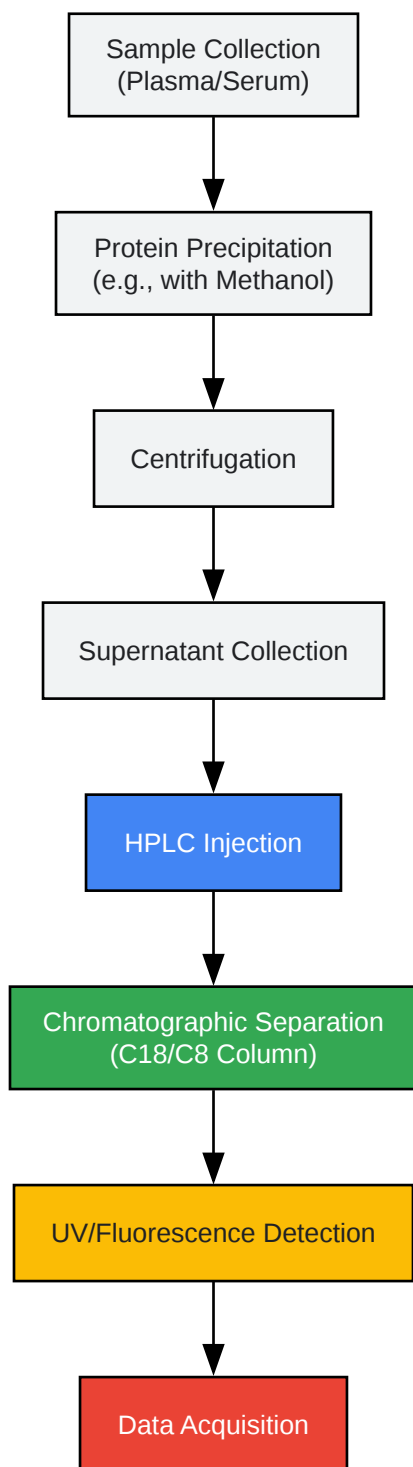 Sample Collection
(Plasma/Serum)
Protein Precipitation
(e.g., with Methanol)
Centrifugation
Supernatant Collection
HPLC Injection
Chromatographic Separation
(C18/C8 Column)
UV/Fluorescence Detection
Data Acquisition